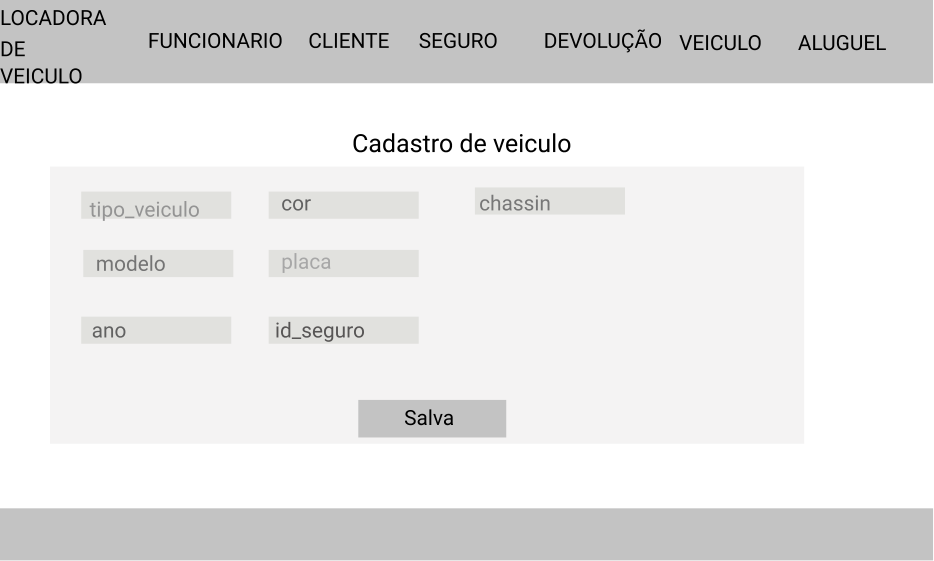 LOCADORA
DE
VEICULO
FUNCIONARIO CLIENTE SEGURO DEVOLUÇÃO VEICULO ALUGUEL
Cadastro de veiculo
tipo_veiculo cor chassin
modelo placa
ano id_seguro
Salva